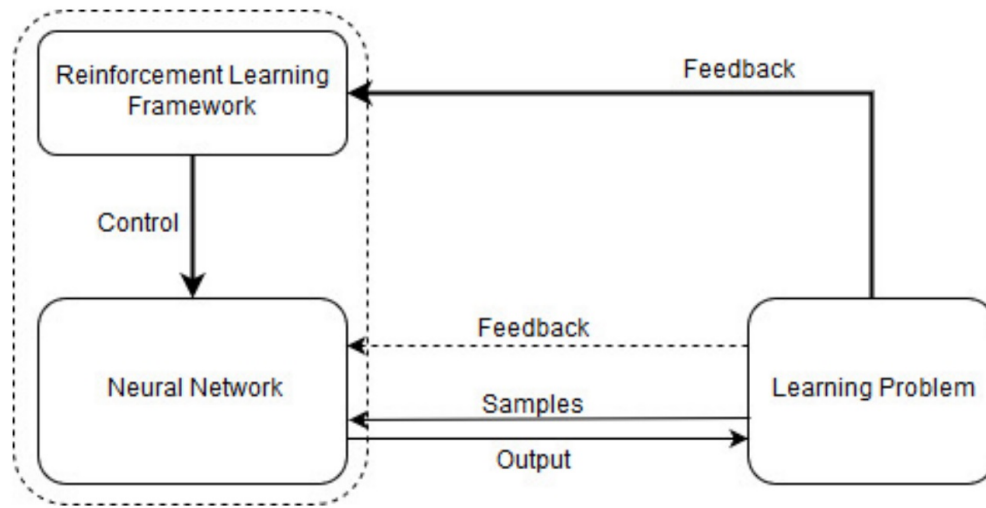 Reinforcement Learning
Framework
Feedback
Control
Feedback
Neural Network
Samples
Learning Problem
Output